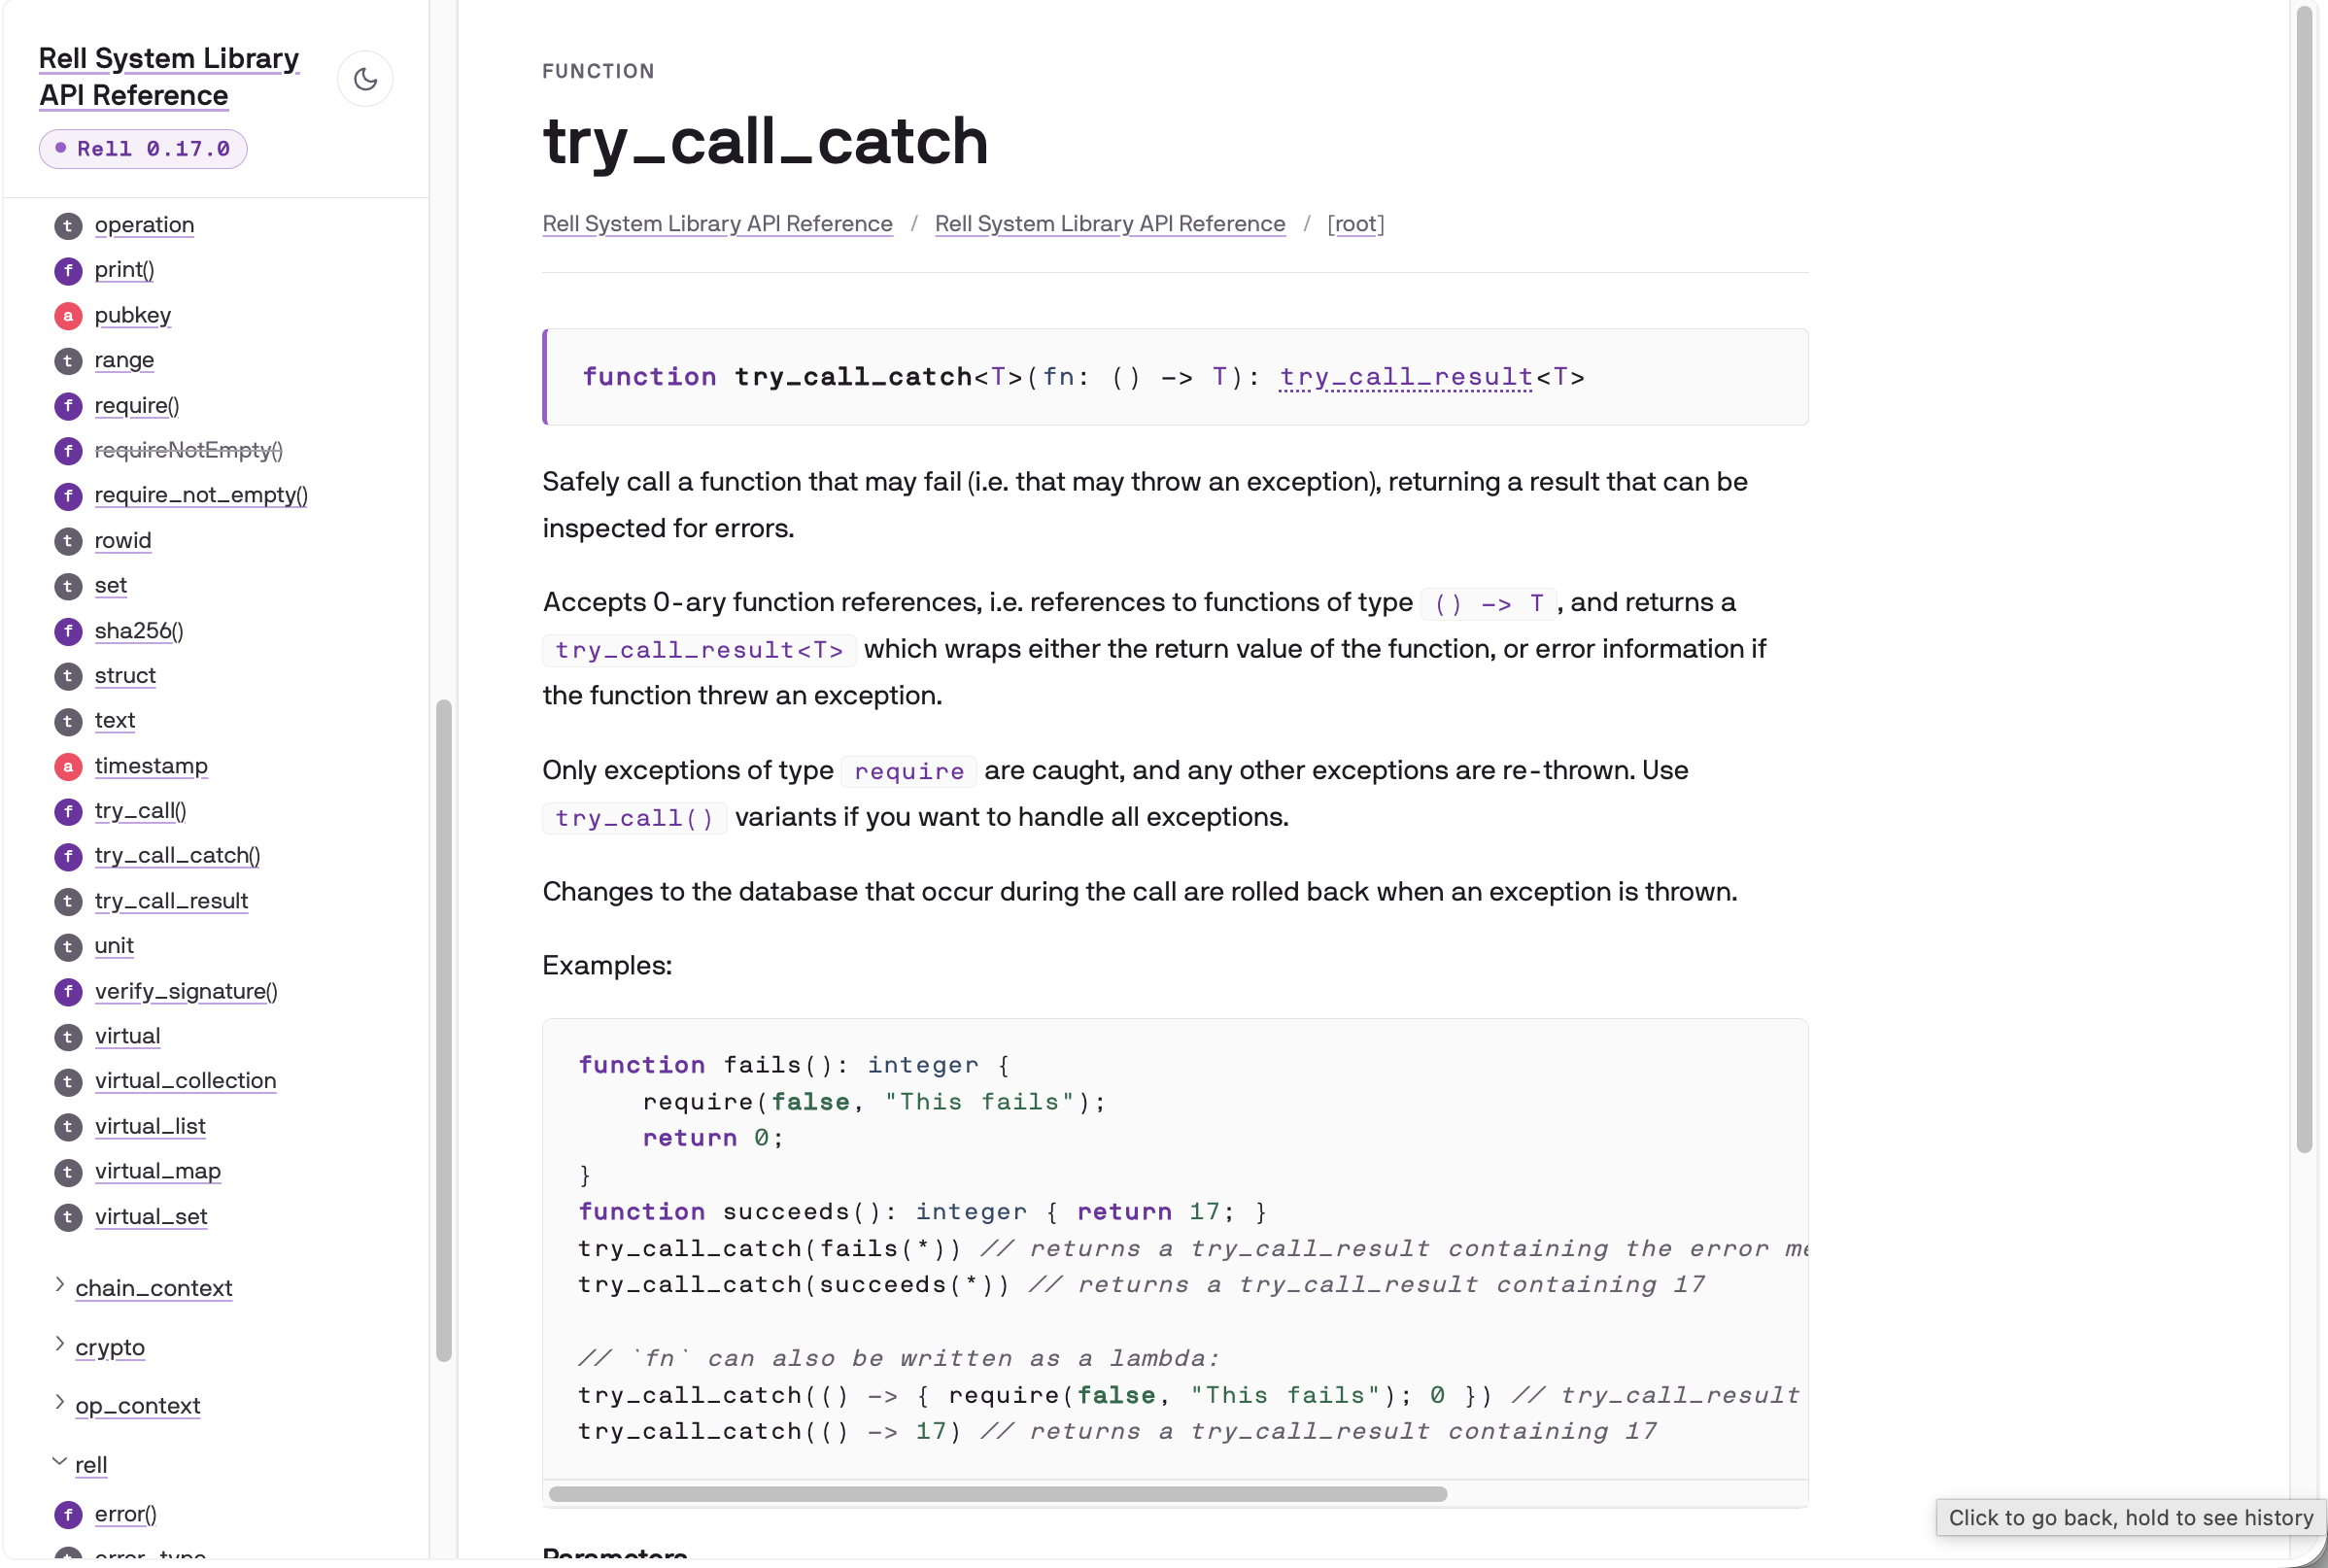 Rell System Library
API Reference
Rell 0.17.0
t operation
f print()
a pubkey
t range
f require()
f requireNotEmpty()
f require_not_empty()
t rowid
t set
f sha256()
t struct
t text
a timestamp
f try_call()
f try_call_catch()
t try_call_result
t unit
f verify_signature()
t virtual
t virtual_collection
t virtual_list
t virtual_map
t virtual_set
chain_context
crypto
op_context
rell
f error()
t error_type
FUNCTION
try_call_catch
Rell System Library API Reference / Rell System Library API Reference / [root]
function try_call_catch<T>(fn: () -> T): try_call_result<T>
Safely call a function that may fail (i.e. that may throw an exception), returning a result that can be
inspected for errors.
Accepts 0-ary function references, i.e. references to functions of type () -> T, and returns a
try_call_result<T> which wraps either the return value of the function, or error information if
the function threw an exception.
Only exceptions of type require are caught, and any other exceptions are re-thrown. Use
try_call() variants if you want to handle all exceptions.
Changes to the database that occur during the call are rolled back when an exception is thrown.
Examples:
function fails(): integer {
    require(false, "This fails");
    return 0;
}
function succeeds(): integer { return 17; }
try_call_catch(fails(*)) // returns a try_call_result containing the error me
try_call_catch(succeeds(*)) // returns a try_call_result containing 17
// `fn` can also be written as a lambda:
try_call_catch(() -> { require(false, "This fails"); 0 }) // try_call_result
try_call_catch(() -> 17) // returns a try_call_result containing 17
Parameters
Click to go back, hold to see history